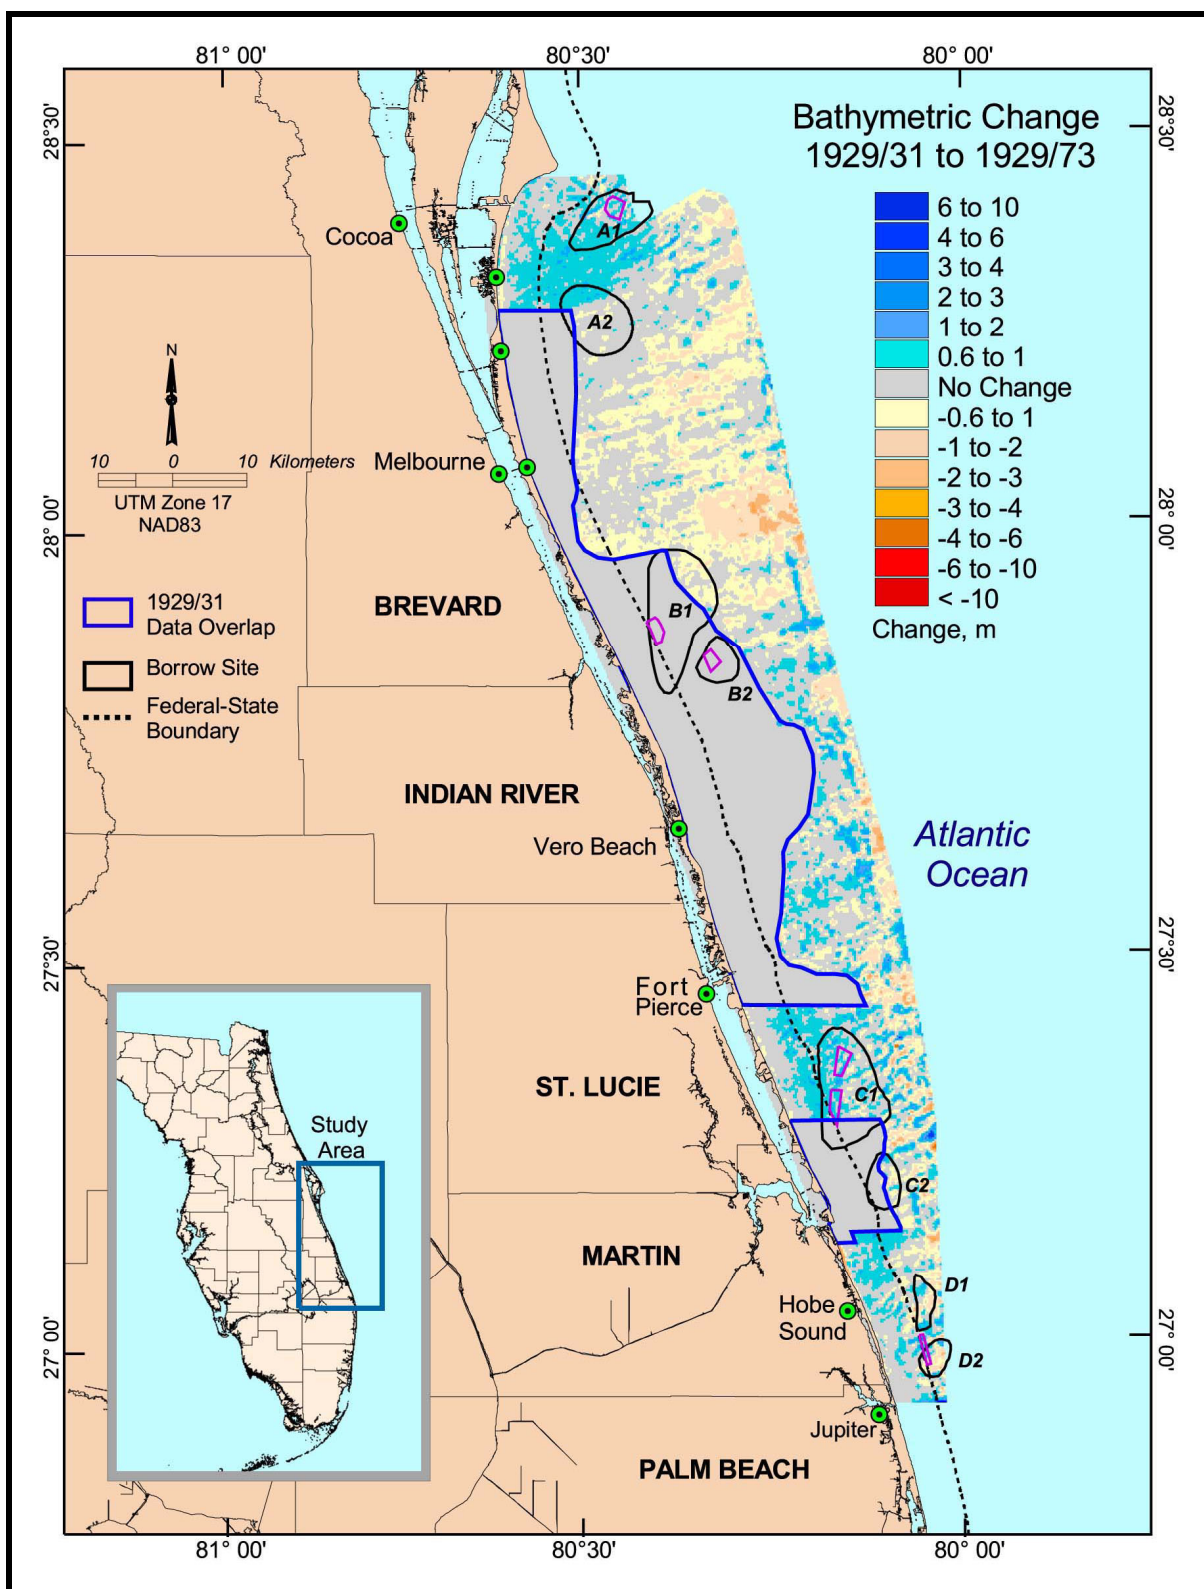 81° 00'
80°30'
80° 00'
28°30'
28°30'
Bathymetric Change
1929/31 to 1929/73
6 to 10
4 to 6
3 to 4
2 to 3
1 to 2
0.6 to 1
No Change
-0.6 to 1
-1 to -2
-2 to -3
-3 to -4
-4 to -6
-6 to -10
< -10
Change, m
Cocoa
A1
A2
N
10 0 10 Kilometers
UTM Zone 17
NAD83
Melbourne
28° 00'
28° 00'
1929/31
Data Overlap
Borrow Site
Federal-State
Boundary
BREVARD
B1
B2
INDIAN RIVER
Vero Beach
Atlantic
Ocean
27°30'
27°30'
Fort
Pierce
ST. LUCIE
C1
C2
Study
Area
MARTIN
Hobe
Sound
D1
D2
27° 00'
27° 00'
Jupiter
PALM BEACH
81° 00'
80°30'
80° 00'